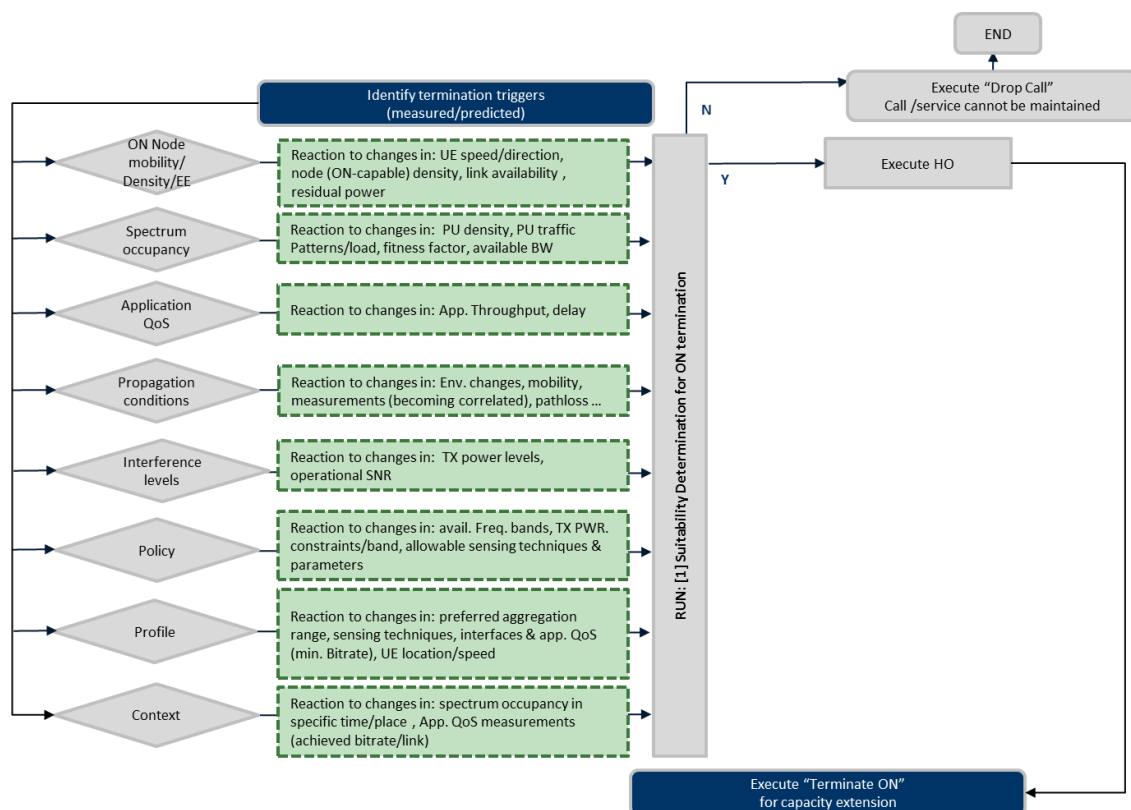 END
Execute “Drop Call”
Call /service cannot be maintained
Identify termination triggers
(measured/predicted)
N
ON Node
mobility/
Density/EE
Reaction to changes in: UE speed/direction,
node (ON-capable) density, link availability ,
residual power
Y
Execute HO
Spectrum
occupancy
Reaction to changes in: PU density, PU traffic
Patterns/load, fitness factor, available BW
Application
QoS
Reaction to changes in: App. Throughput, delay
RUN: [1] Suitability Determination for ON termination
Propagation
conditions
Reaction to changes in: Env. changes, mobility,
measurements (becoming correlated), pathloss ...
Interference
levels
Reaction to changes in: TX power levels,
operational SNR
Policy
Reaction to changes in: avail. Freq. bands, TX PWR.
constraints/band, allowable sensing techniques &
parameters
Profile
Reaction to changes in: preferred aggregation
range, sensing techniques, interfaces & app. QoS
(min. Bitrate), UE location/speed
Context
Reaction to changes in: spectrum occupancy in
specific time/place , App. QoS measurements
(achieved bitrate/link)
Execute “Terminate ON”
for capacity extension